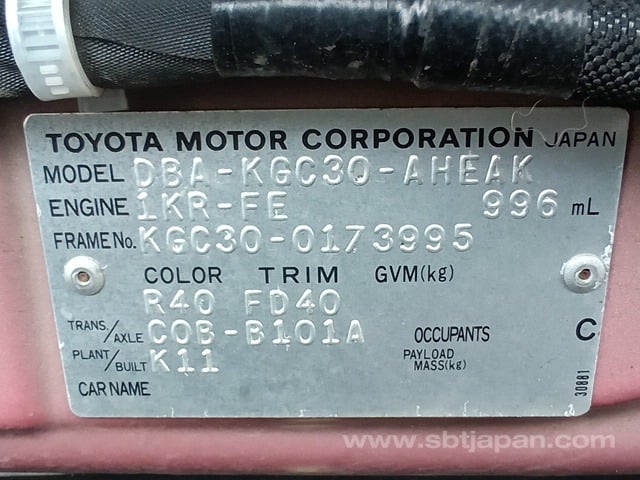 TOYOTA MOTOR CORPORATION JAPAN
MODEL DBA-KGC30-AHEAK
ENGINE 1KR-FE 996 mL
FRAME No. KGC30-0173995
COLOR TRIM GVM(kg)
R40 FD40
TRANS./AXLE C0B-B101A OCCUPANTS C
PLANT/BUILT K11 PAYLOAD MASS(kg)
CAR NAME
30881
www.sbtjapan.com